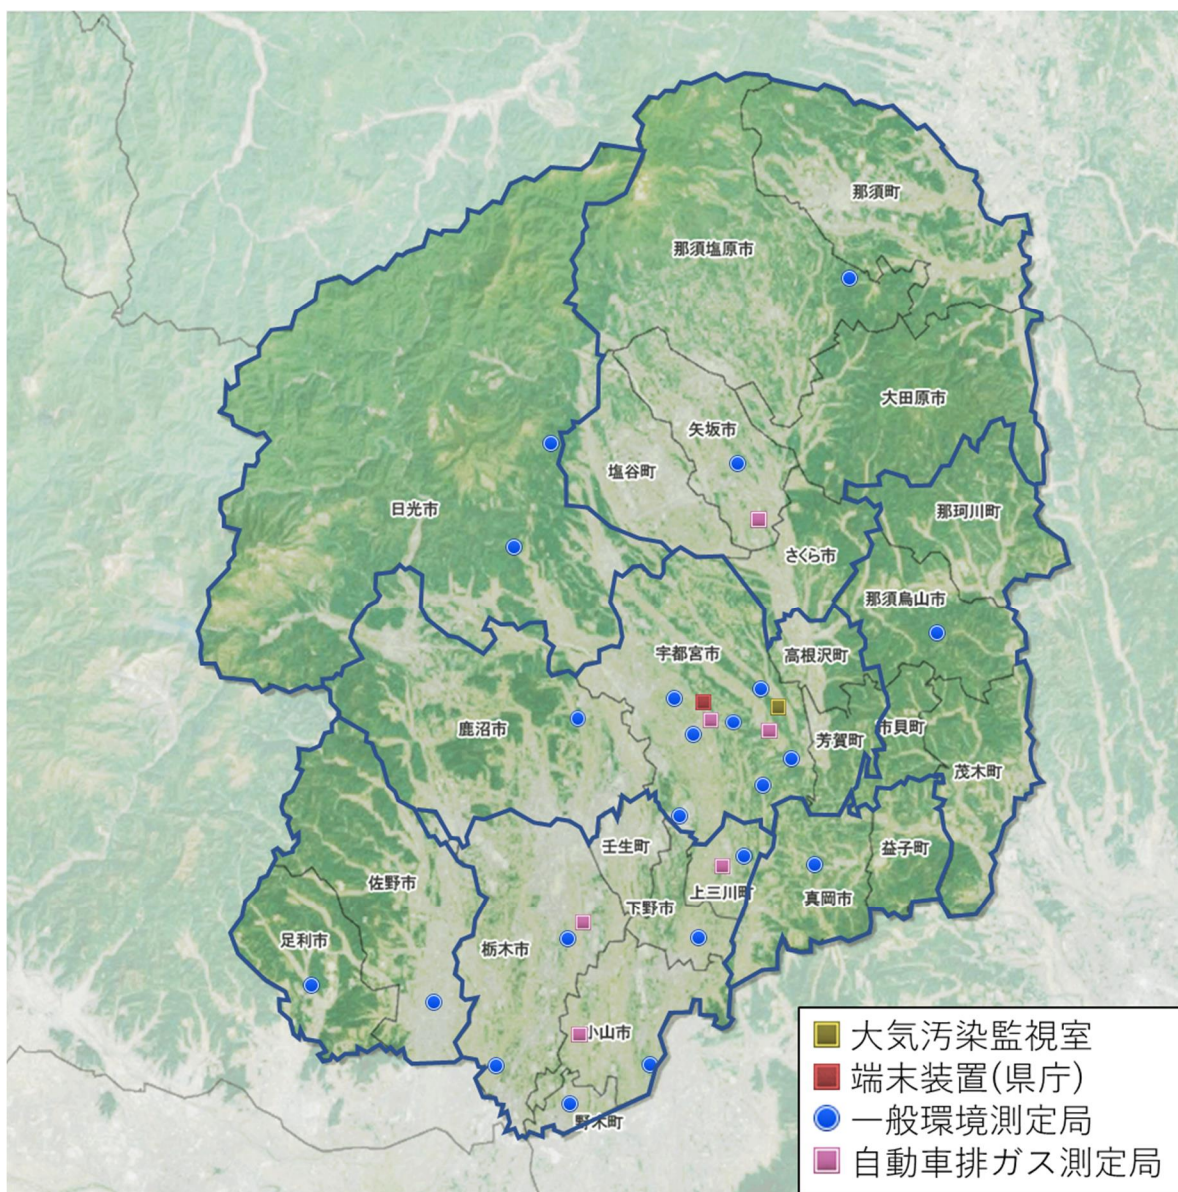 那須町
那須塩原市
大田原市
矢坂市
塩谷町
日光市
那珂川町
さくら市
那須烏山市
宇都宮市
高根沢町
鹿沼市
市貝町
芳賀町
茂木町
壬生町
益子町
佐野市
上三川町
真岡市
下野市
足利市
栃木市
小山市
野木町
大気汚染監視室
端末装置(県庁)
一般環境測定局
自動車排ガス測定局